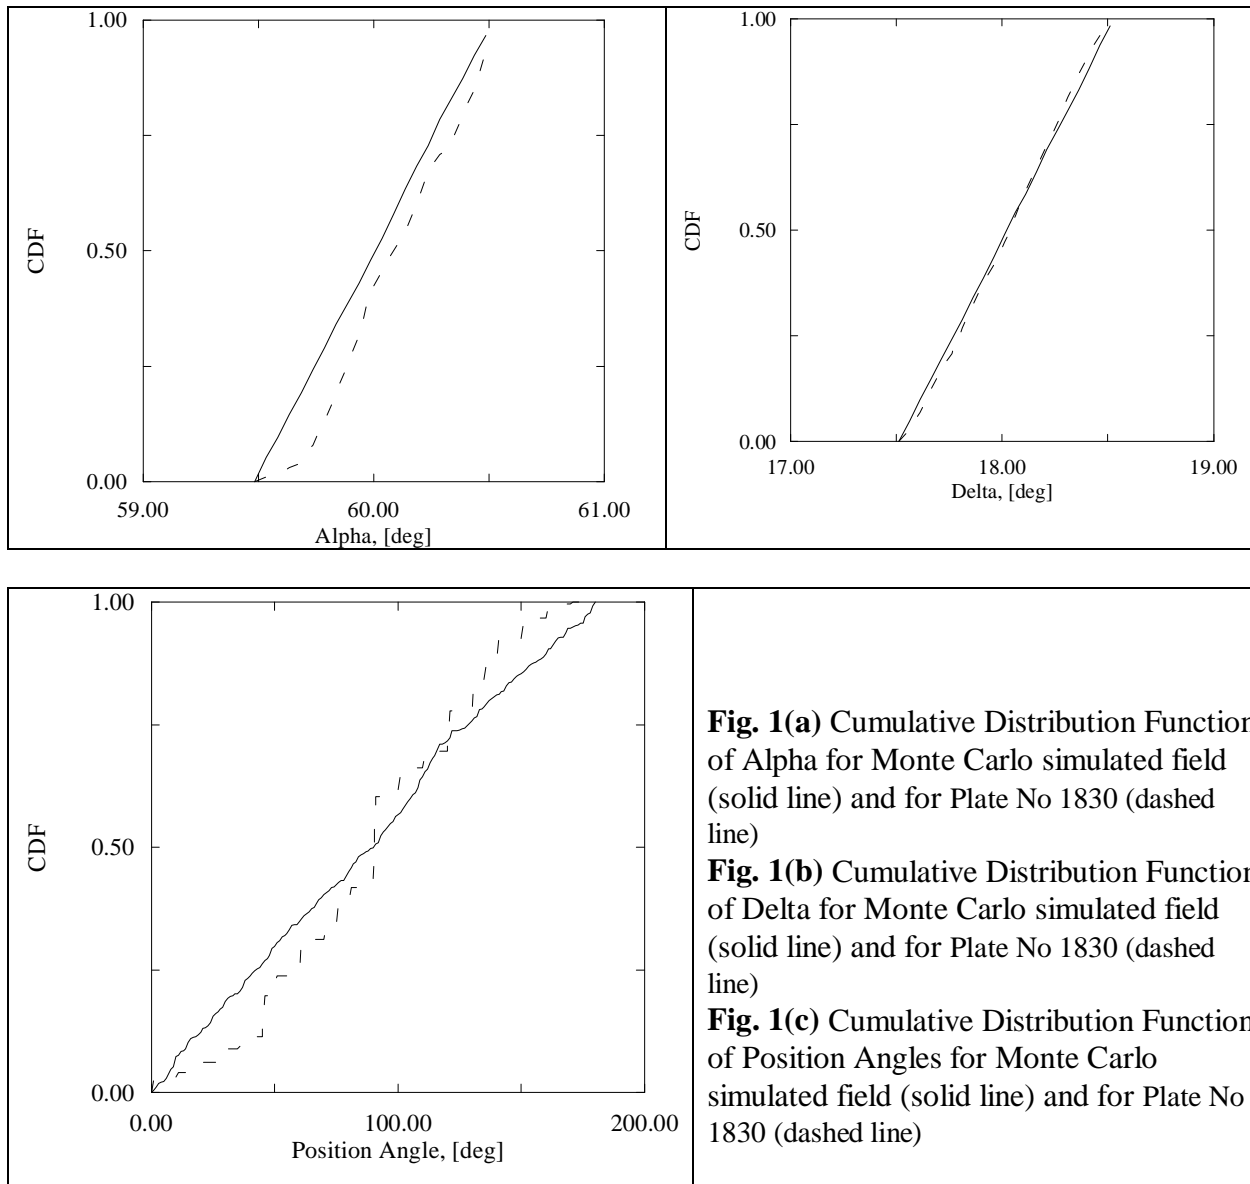 1.00
0.50
0.00
CDF
59.00 60.00 61.00
Alpha, [deg]
1.00
0.50
0.00
CDF
17.00 18.00 19.00
Delta, [deg]
1.00
0.50
0.00
CDF
0.00 100.00 200.00
Position Angle, [deg]
Fig. 1(a) Cumulative Distribution Function
of Alpha for Monte Carlo simulated field
(solid line) and for Plate No 1830 (dashed
line)
Fig. 1(b) Cumulative Distribution Function
of Delta for Monte Carlo simulated field
(solid line) and for Plate No 1830 (dashed
line)
Fig. 1(c) Cumulative Distribution Function
of Position Angles for Monte Carlo
simulated field (solid line) and for Plate No
1830 (dashed line)